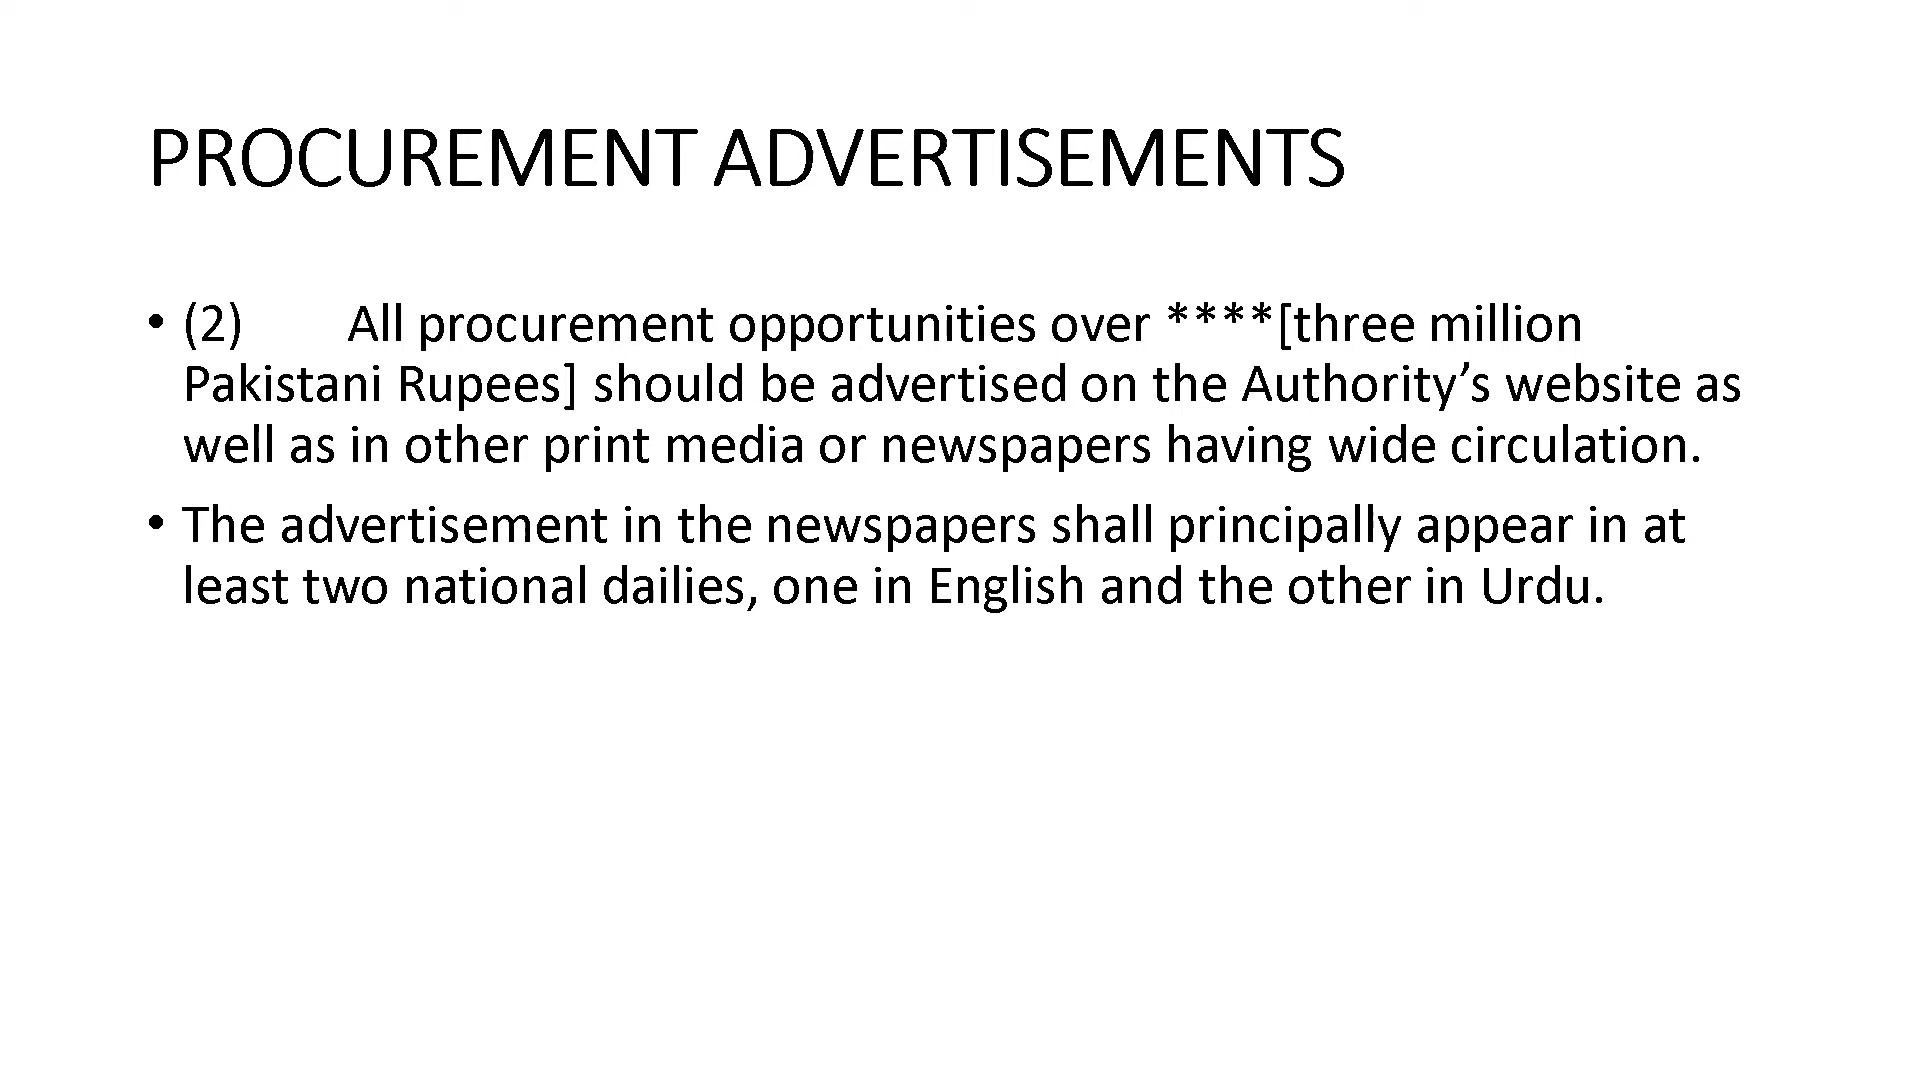 PROCUREMENT ADVERTISEMENTS
• (2) All procurement opportunities over ****[three million
Pakistani Rupees] should be advertised on the Authority’s website as
well as in other print media or newspapers having wide circulation.
• The advertisement in the newspapers shall principally appear in at
least two national dailies, one in English and the other in Urdu.